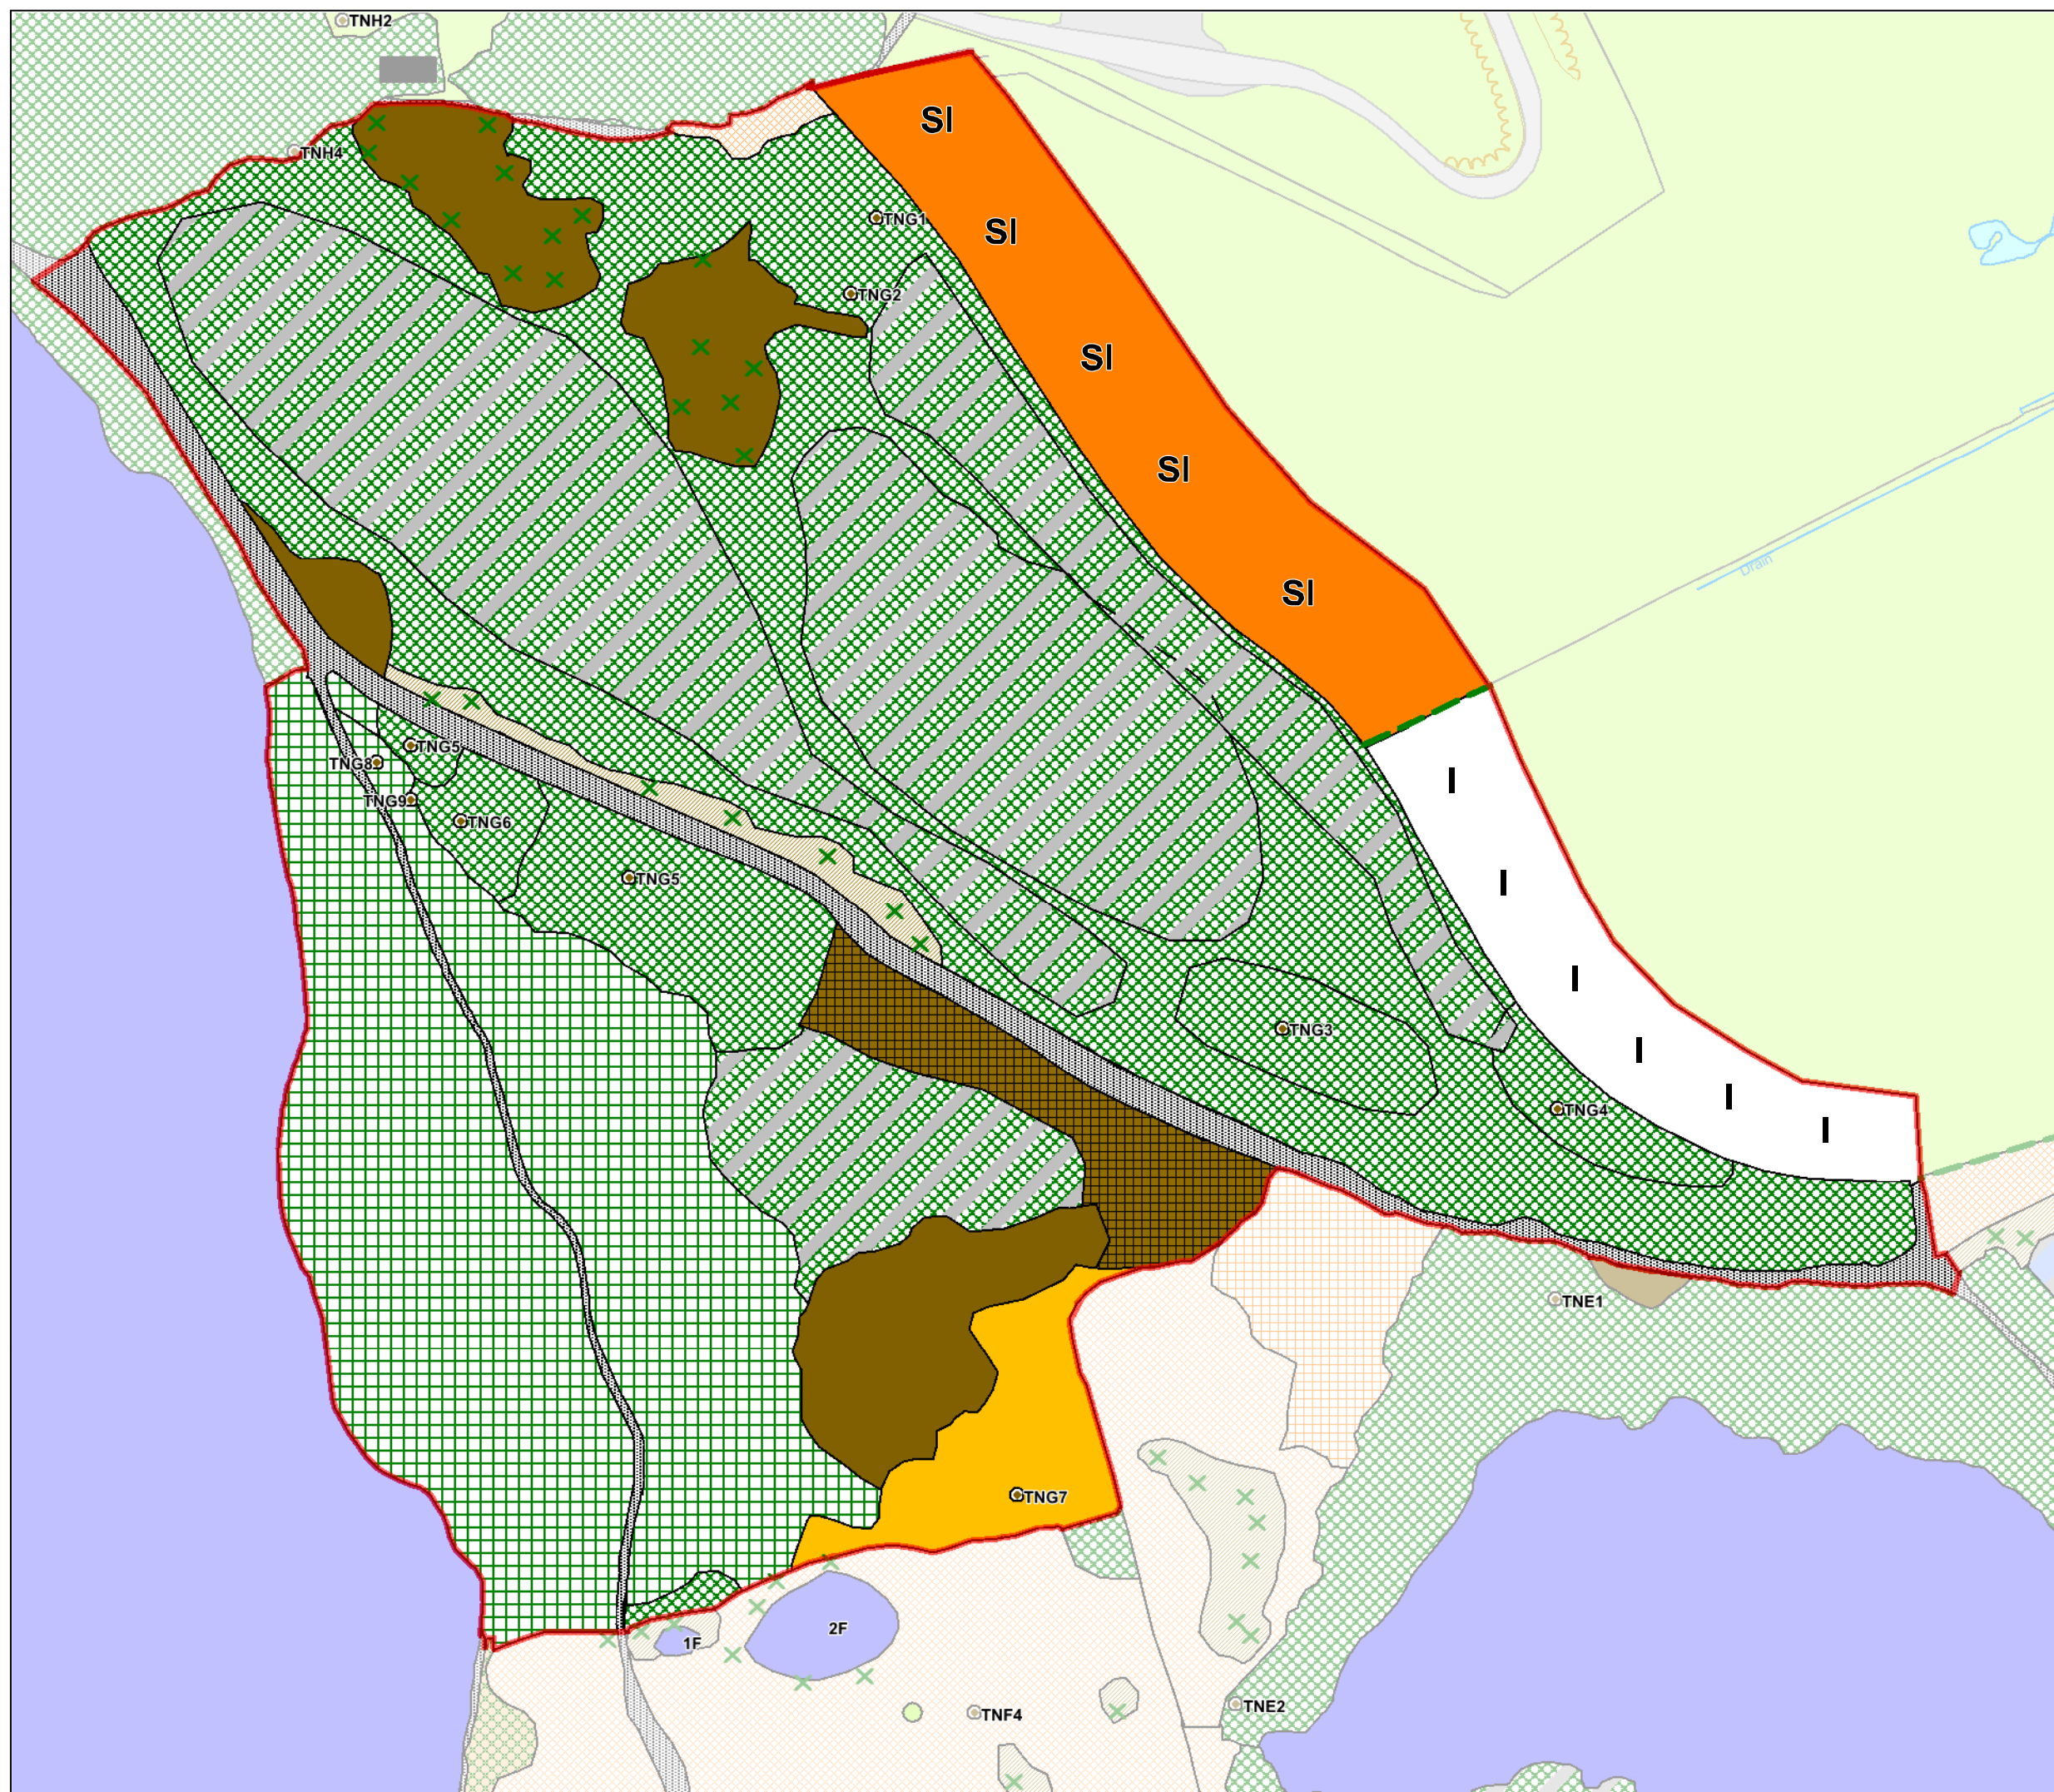 TNH2
SI
TNH4
TNG1
SI
TNG2
SI
SI
Drain
SI
TNG5
TNG8
I
TNG9
TNG6
TNG5
I
I
TNG3
I
I
TNG4
I
TNE1
TNG7
2F
1F
TNE2
TNF4